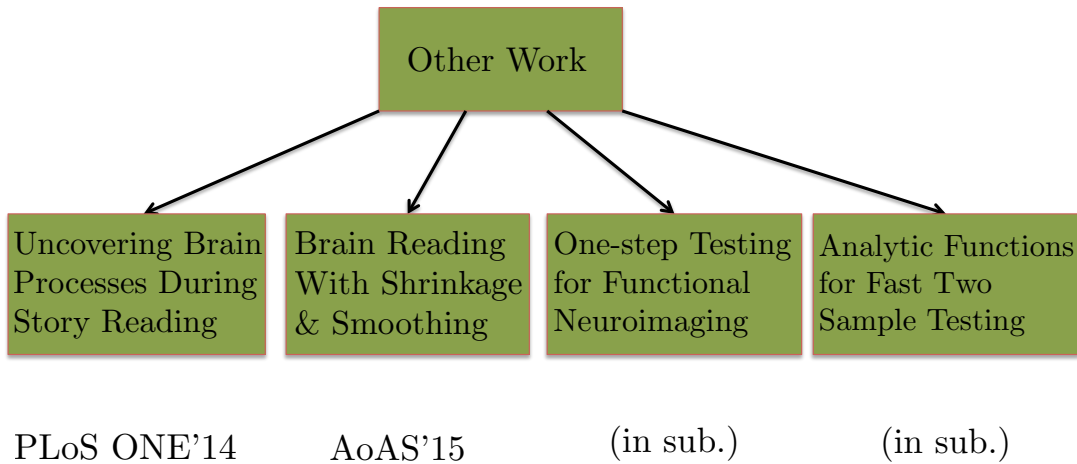 Other Work
Uncovering Brain
Processes During
Story Reading
Brain Reading
With Shrinkage
& Smoothing
One-step Testing
for Functional
Neuroimaging
Analytic Functions
for Fast Two
Sample Testing
PLoS ONE'14
AoAS'15
(in sub.)
(in sub.)